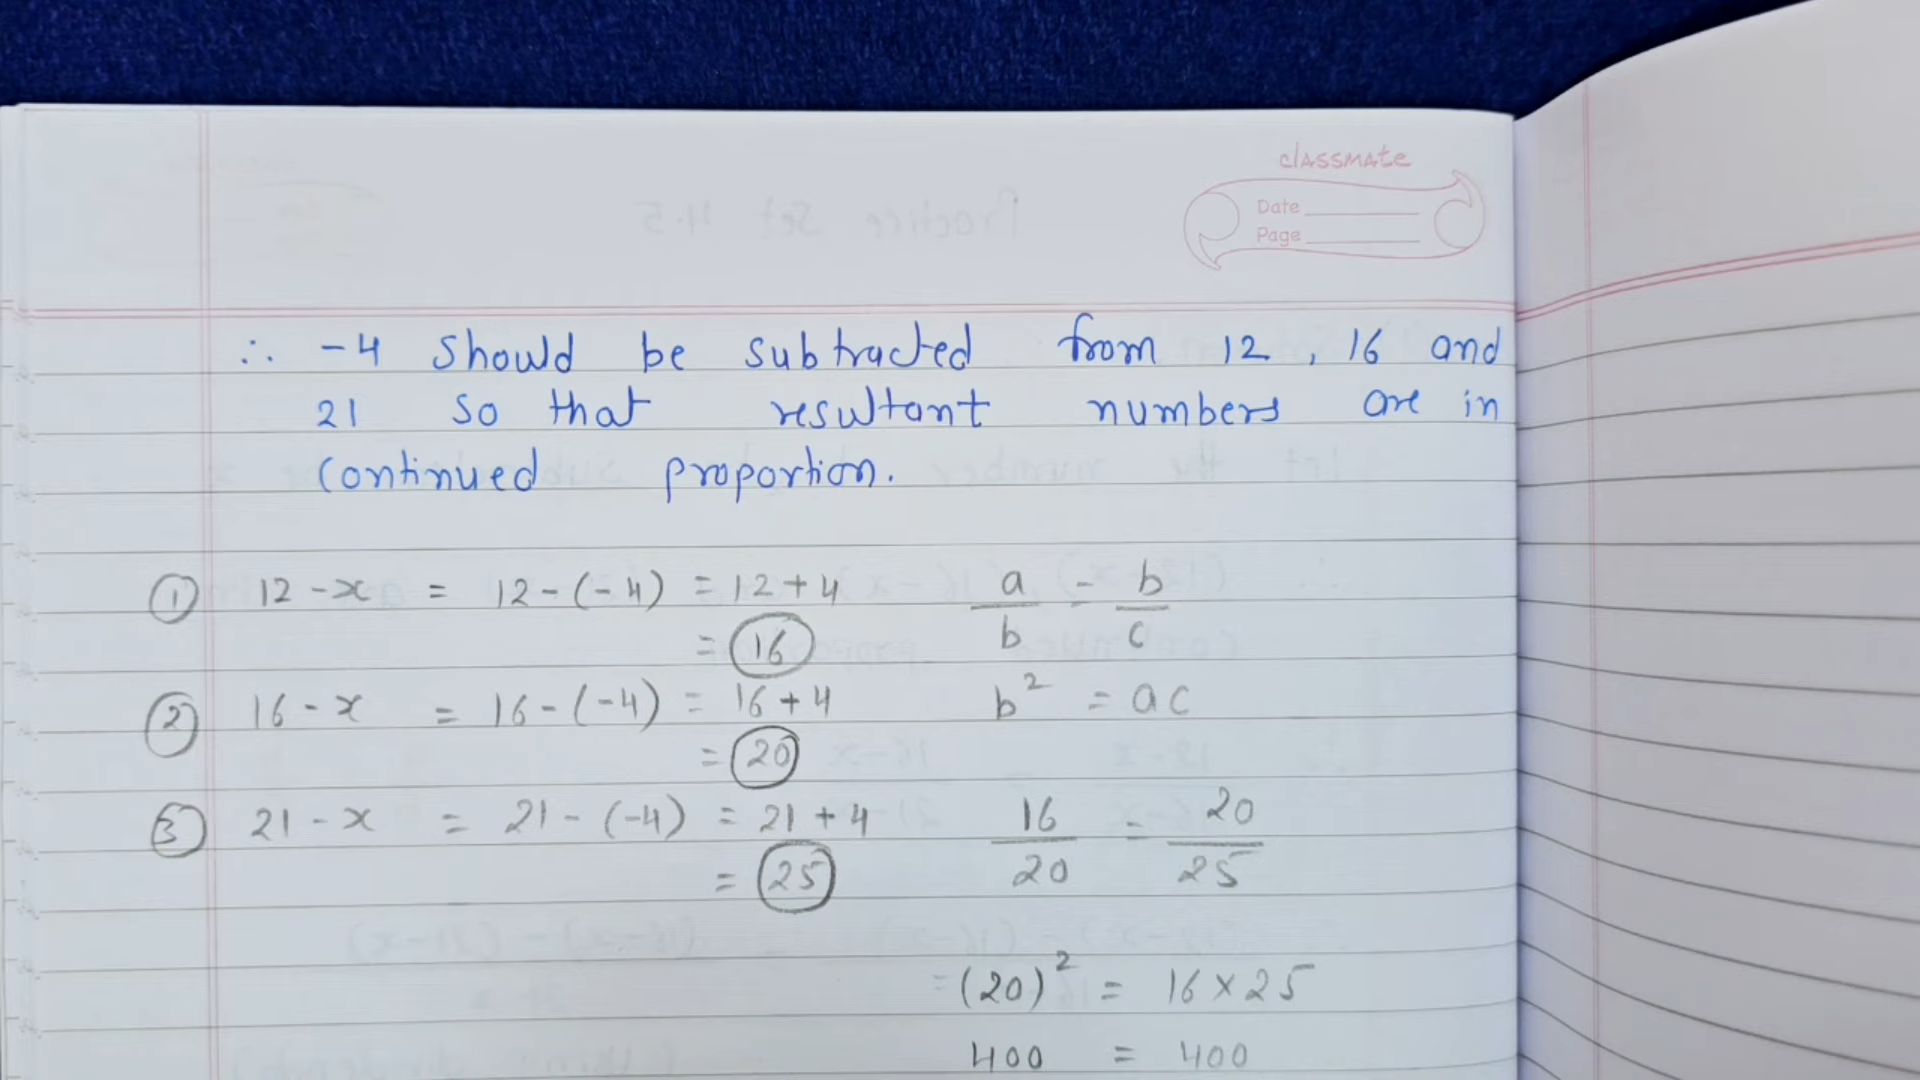 classmate
Date
Page
∴ -4 should be subtracted from 12, 16 and
21 so that resultant numbers are in
Continued proportion.
① 12 - x = 12 - (-4) = 12 + 4
= 16
a/b = b/c
② 16 - x = 16 - (-4) = 16 + 4
= 20
b² = ac
③ 21 - x = 21 - (-4) = 21 + 4
= 25
16/20 = 20/25
= (20)² = 16 × 25
400 = 400